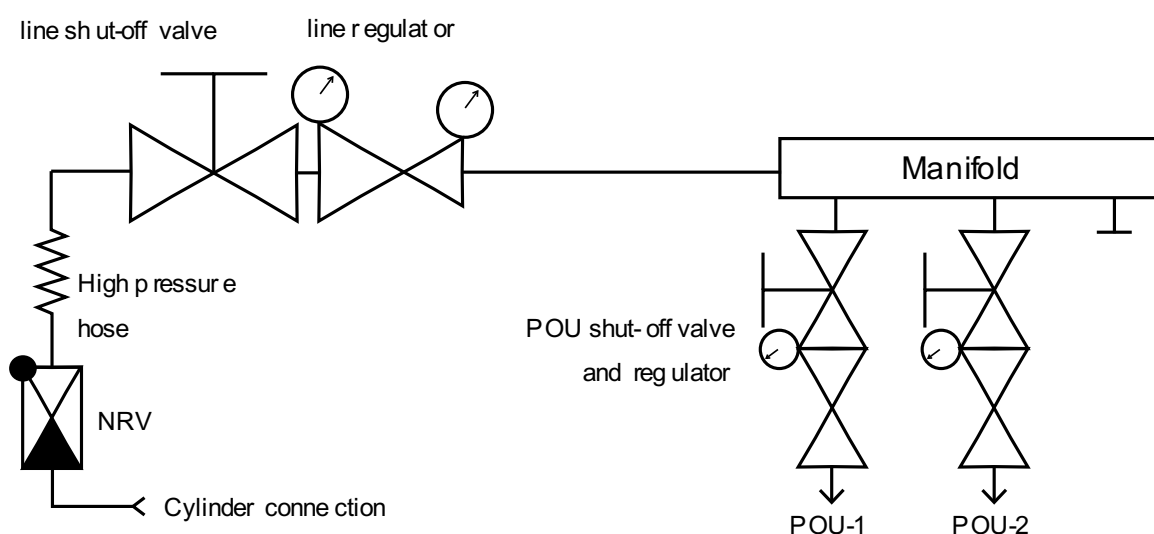 line shut-off valve
line regulator
Manifold
High pressure
hose
POU shut-off valve
and regulator
NRV
Cylinder connection
POU-1
POU-2